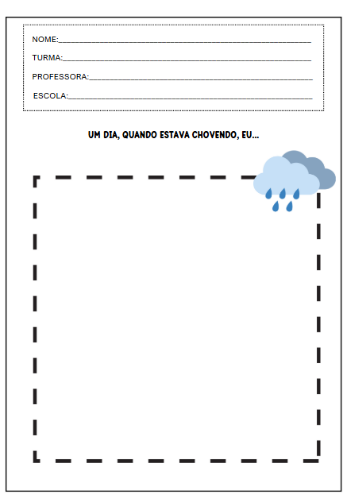 NOME:
TURMA:
PROFESSORA:
ESCOLA:
UM DIA, QUANDO ESTAVA CHOVENDO, EU...